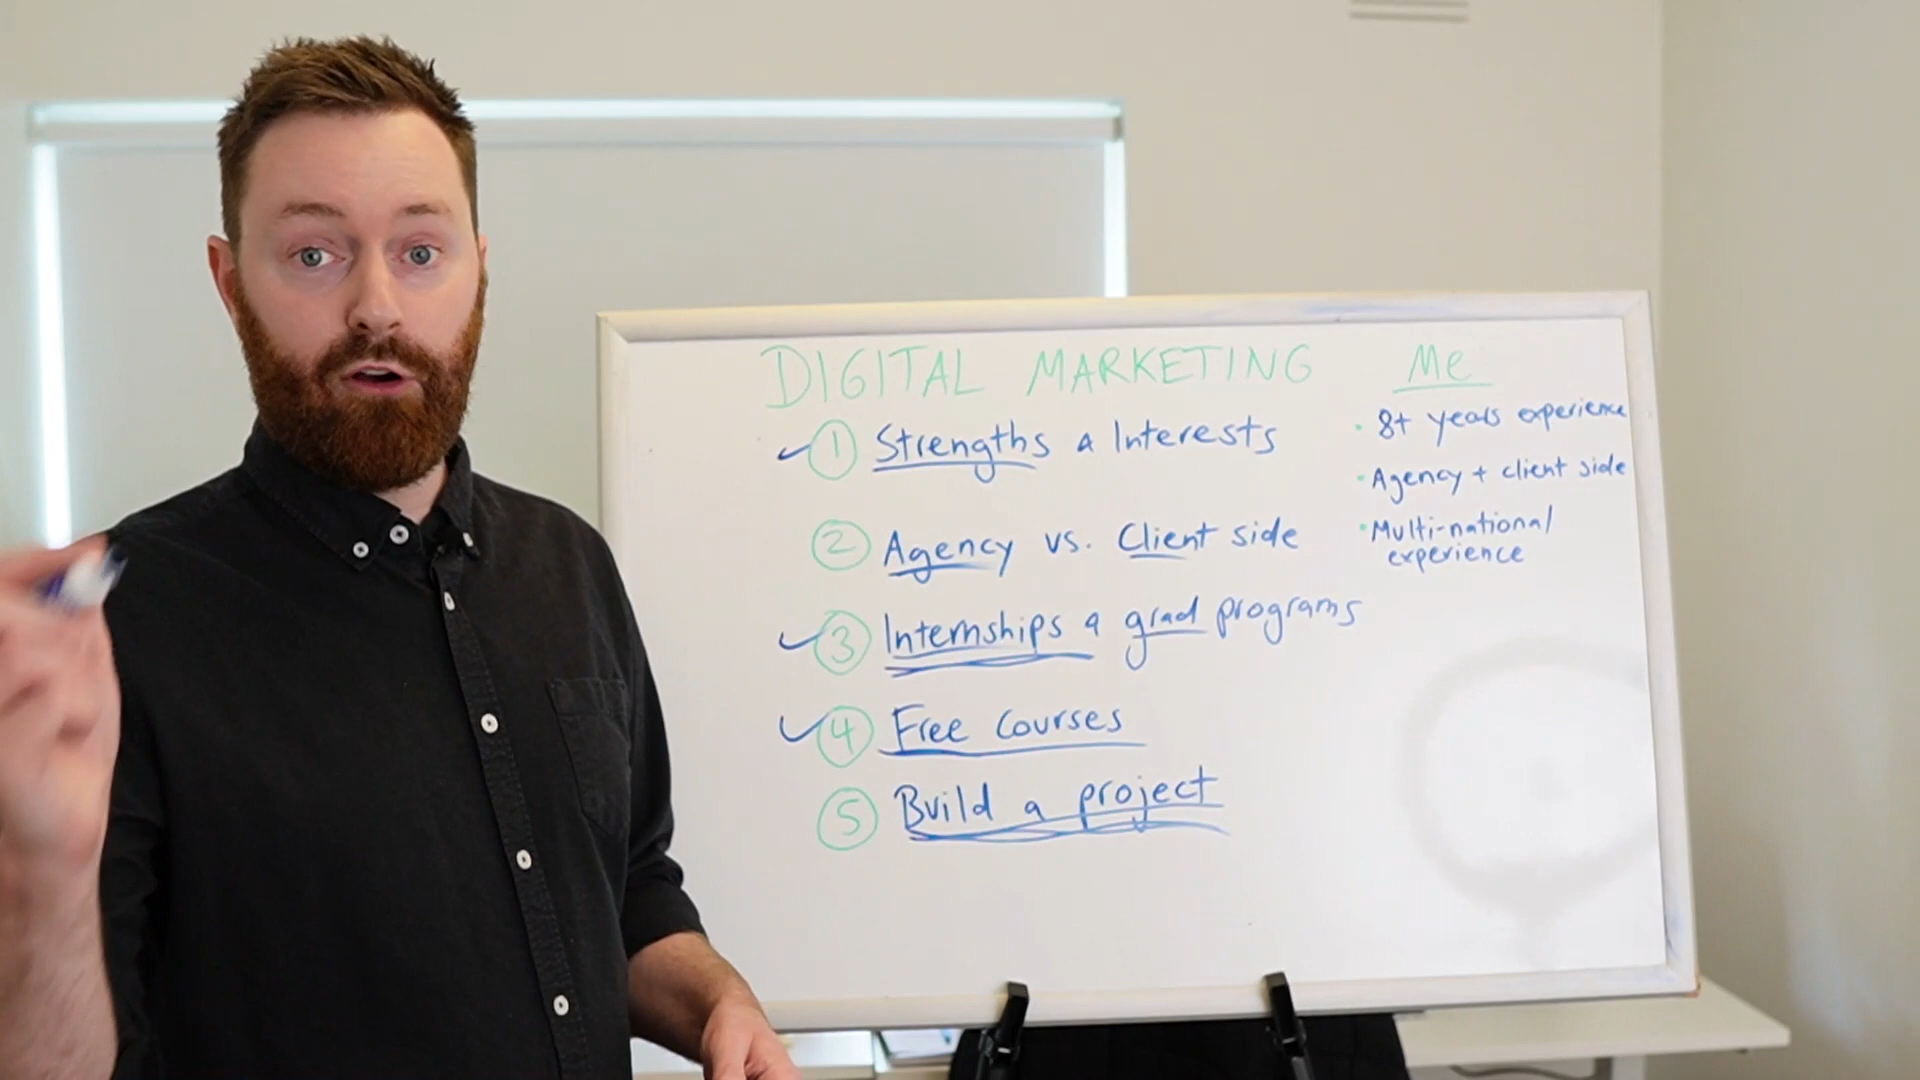 DIGITAL MARKETING
① Strengths & Interests
② Agency vs. Client side
③ Internships & grad programs
④ Free courses
⑤ Build a project
Me
• 8+ years experience
• Agency + client side
• Multi-national
experience